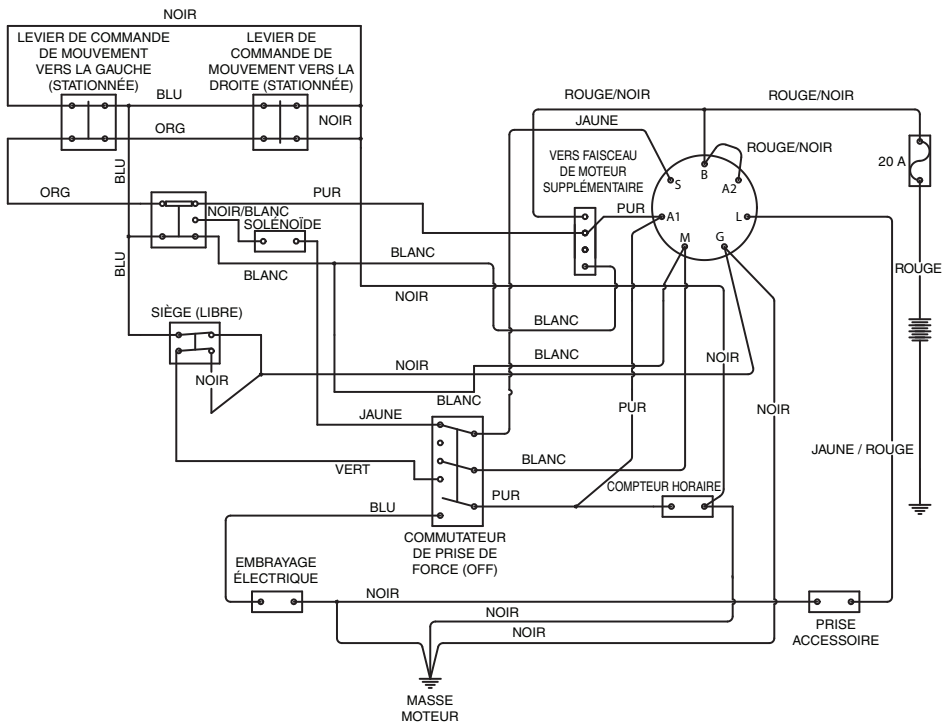 NOIR
LEVIER DE COMMANDE
DE MOUVEMENT
VERS LA GAUCHE
(STATIONNÉE)
LEVIER DE
COMMANDE DE
MOUVEMENT VERS LA
DROITE (STATIONNÉE)
BLU
NOIR
ORG
BLU
ORG
PUR
NOIR/BLANC
SOLÉNOÏDE
BLANC
BLANC
BLU
NOIR
ROUGE/NOIR
ROUGE/NOIR
JAUNE
ROUGE/NOIR
VERS FAISCEAU
DE MOTEUR
SUPPLÉMENTAIRE
20 A
B
S
A2
PUR
A1
L
M
G
ROUGE
SIÈGE (LIBRE)
BLANC
BLANC
NOIR
NOIR
NOIR
BLANC
JAUNE
PUR
NOIR
JAUNE / ROUGE
VERT
BLANC
PUR
COMPTEUR HORAIRE
BLU
COMMUTATEUR
DE PRISE DE
FORCE (OFF)
EMBRAYAGE
ÉLECTRIQUE
NOIR
NOIR
NOIR
PRISE
ACCESSOIRE
MASSE
MOTEUR